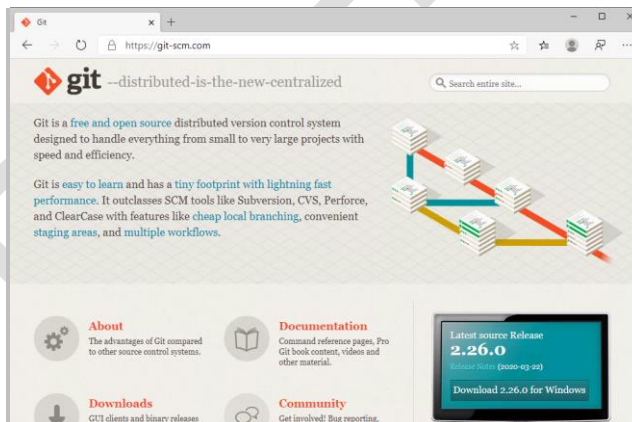 Git
https://git-scm.com
git --distributed-is-the-new-centralized
Search entire site...
Git is a free and open source distributed version control system
designed to handle everything from small to very large projects with
speed and efficiency.
Git is easy to learn and has a tiny footprint with lightning fast
performance. It outclasses SCM tools like Subversion, CVS, Perforce,
and ClearCase with features like cheap local branching, convenient
staging areas, and multiple workflows.
About
The advantages of Git compared
to other source control systems.
Documentation
Command reference pages, Pro
Git book content, videos and
other material.
Latest source Release
2.26.0
Release Notes (2020-03-22)
Download 2.26.0 for Windows
Downloads
GUI clients and binary releases
Community
Get involved! Bug reporting,